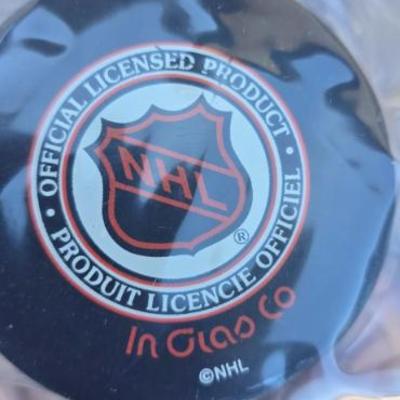 OFFICIAL LICENSED PRODUCT
NHL
®
• PRODUIT LICENCIE OFFICIEL •
In Glas Co
©NHL